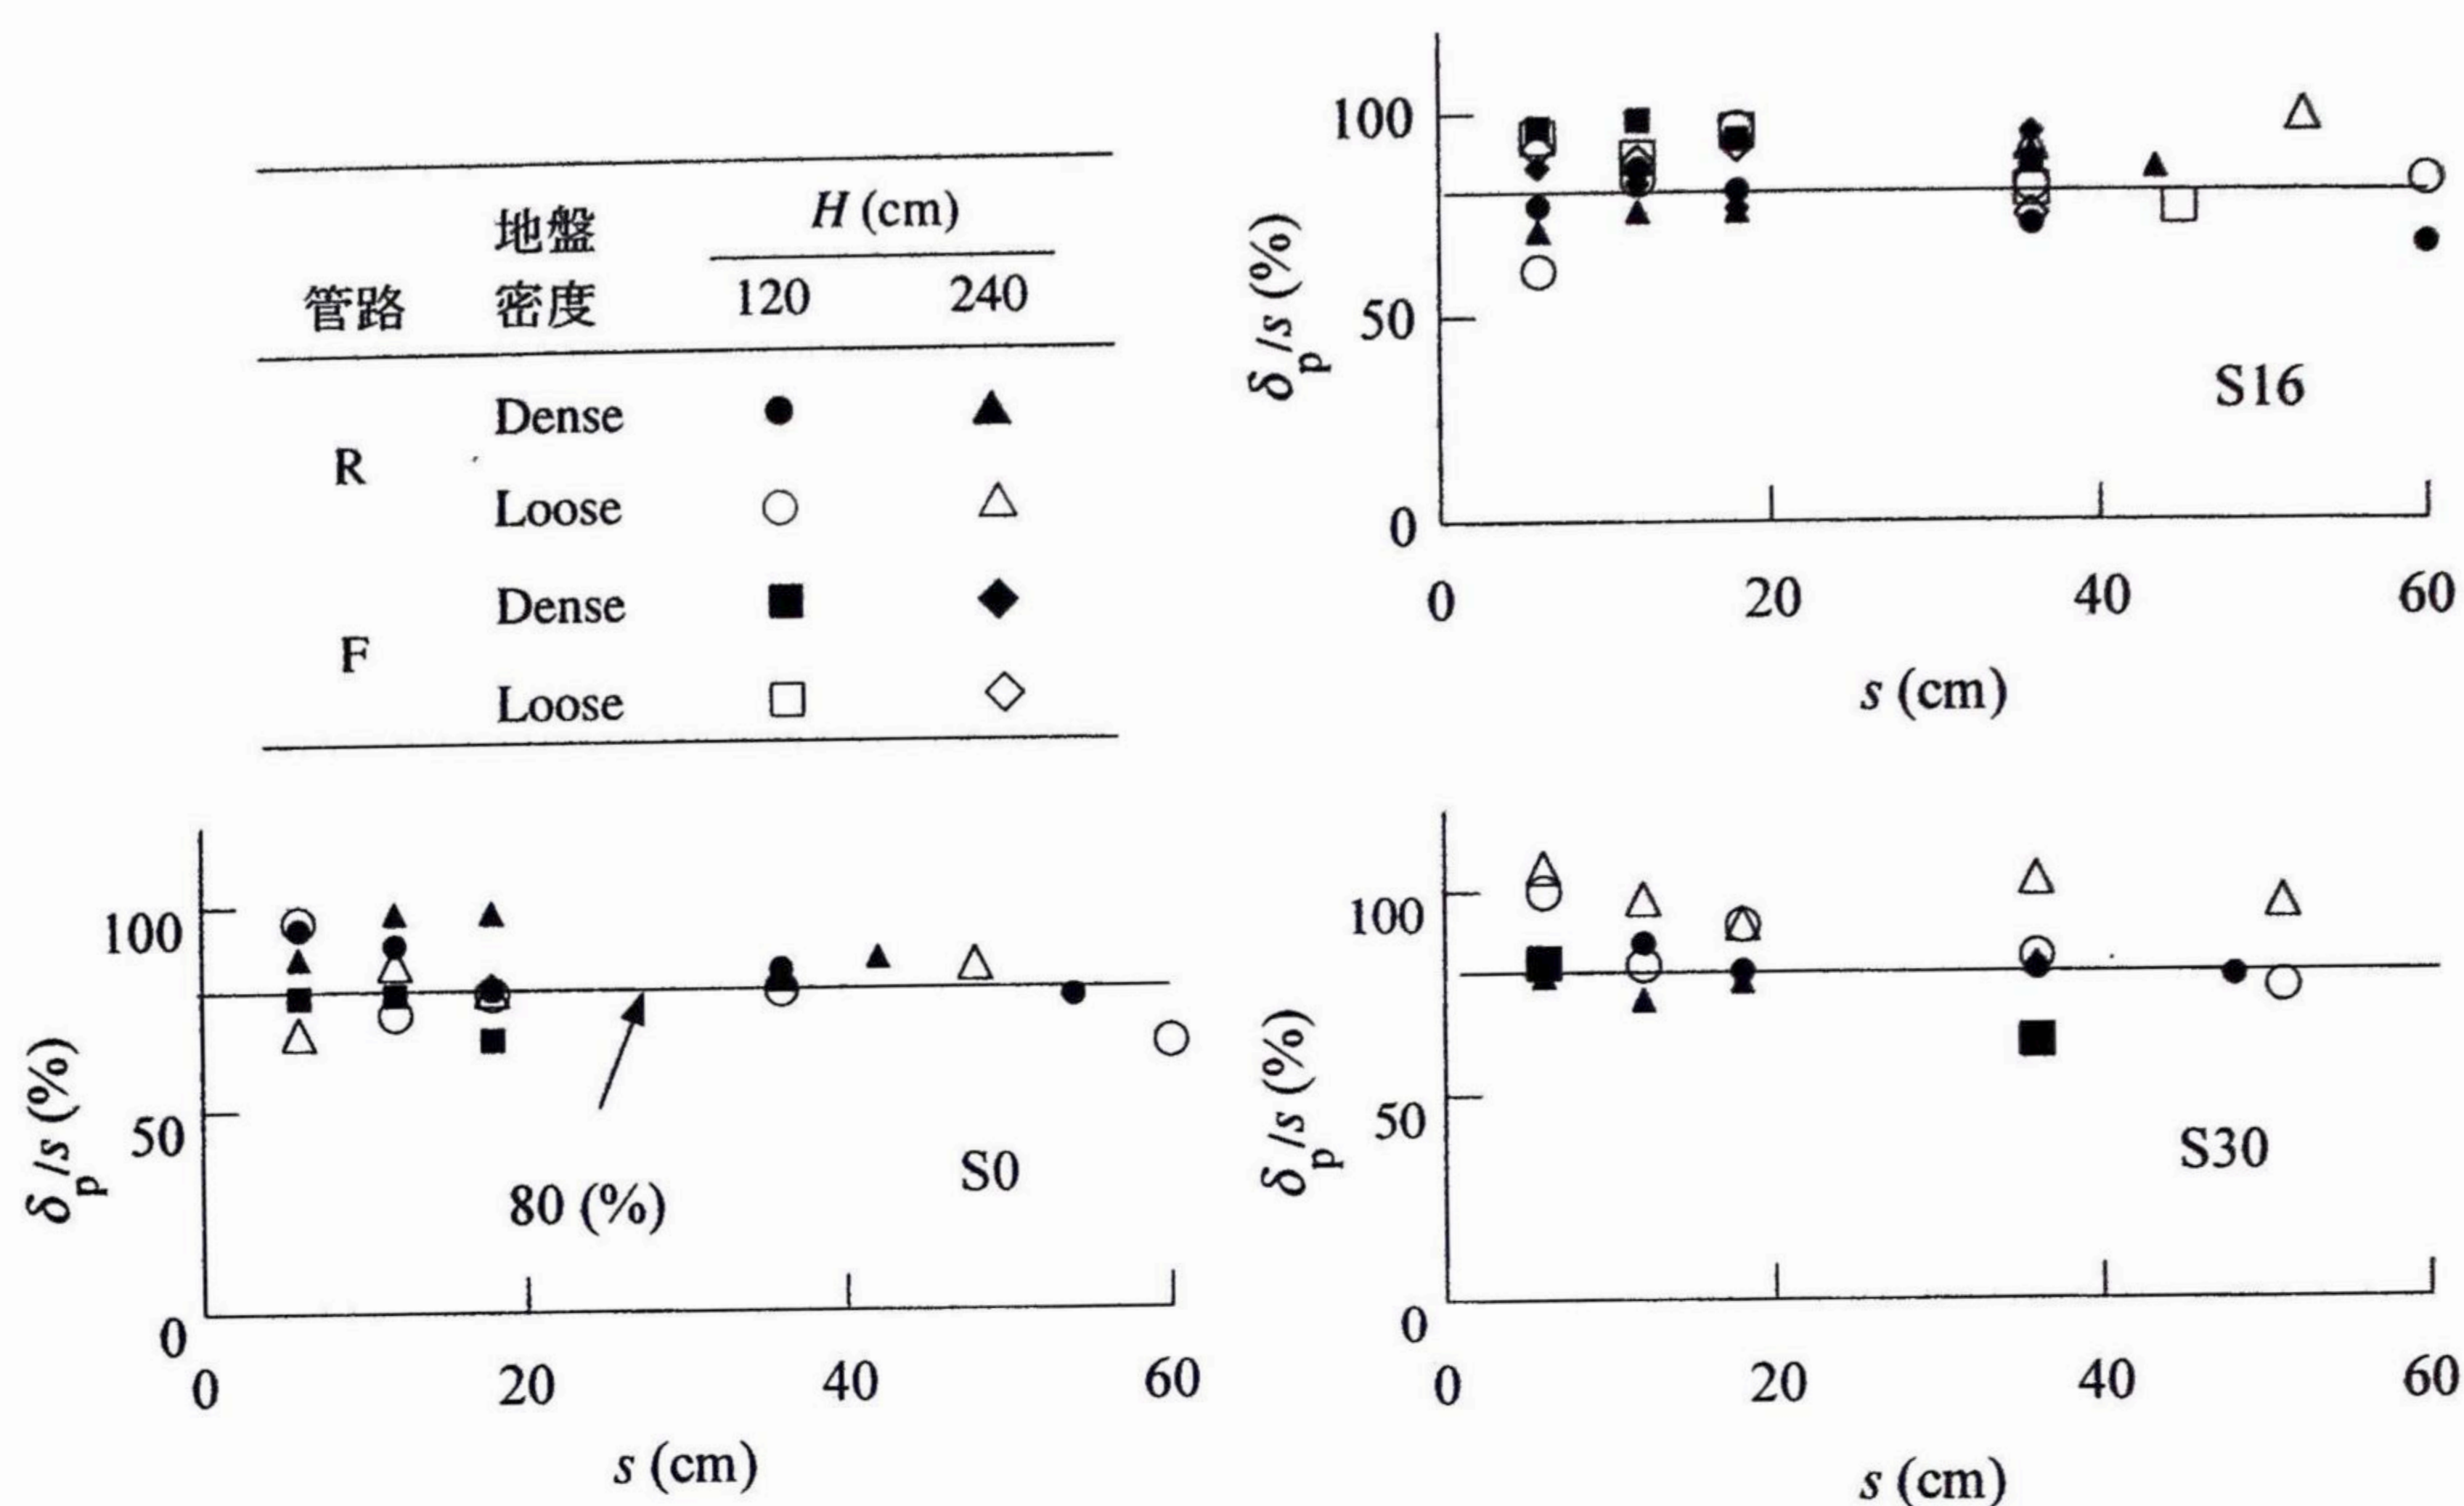 地盤 H (cm)
管路 密度 120 240
R Dense
Loose
F Dense
Loose
100
50
0
δp/s (%)
S16
0 20 40 60
s (cm)
100
50
0
δp/s (%)
80 (%)
S0
0 20 40 60
s (cm)
100
50
0
δp/s (%)
S30
0 20 40 60
s (cm)